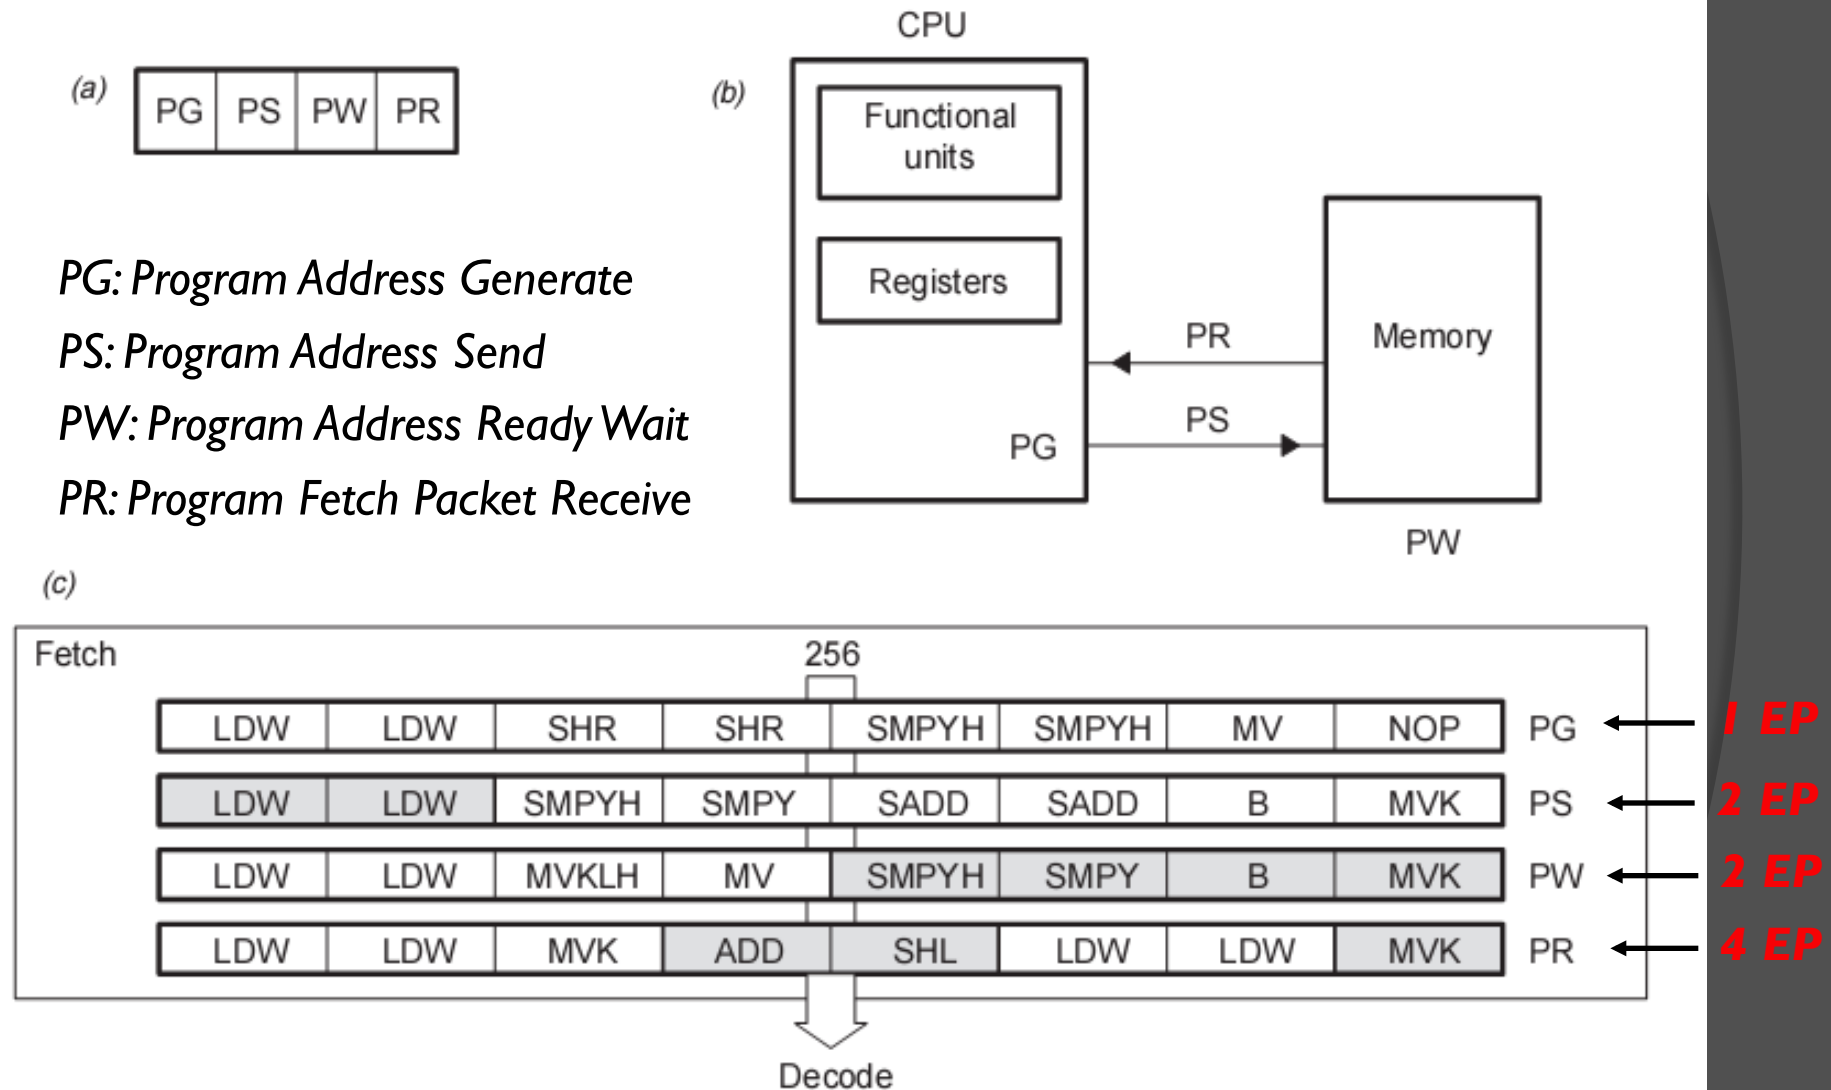 CPU
(a)
PG PS PW PR
(b)
Functional
units
Registers
PG: Program Address Generate
PS: Program Address Send
PW: Program Address Ready Wait
PR: Program Fetch Packet Receive
PR
PS
PG
Memory
PW
(c)
Fetch
256
LDW LDW SHR SHR SMPYH SMPYH MV NOP PG 1 EP
LDW LDW SMPYH SMPY SADD SADD B MVK PS 2 EP
LDW LDW MVKLH MV SMPYH SMPY B MVK PW 2 EP
LDW LDW MVK ADD SHL LDW LDW MVK PR 4 EP
Decode